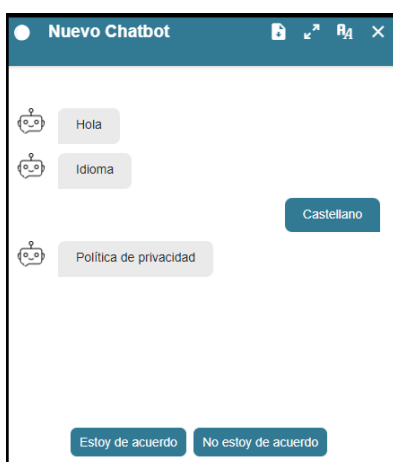 Nuevo Chatbot
Hola
Idioma
Castellano
Política de privacidad
Estoy de acuerdo
No estoy de acuerdo